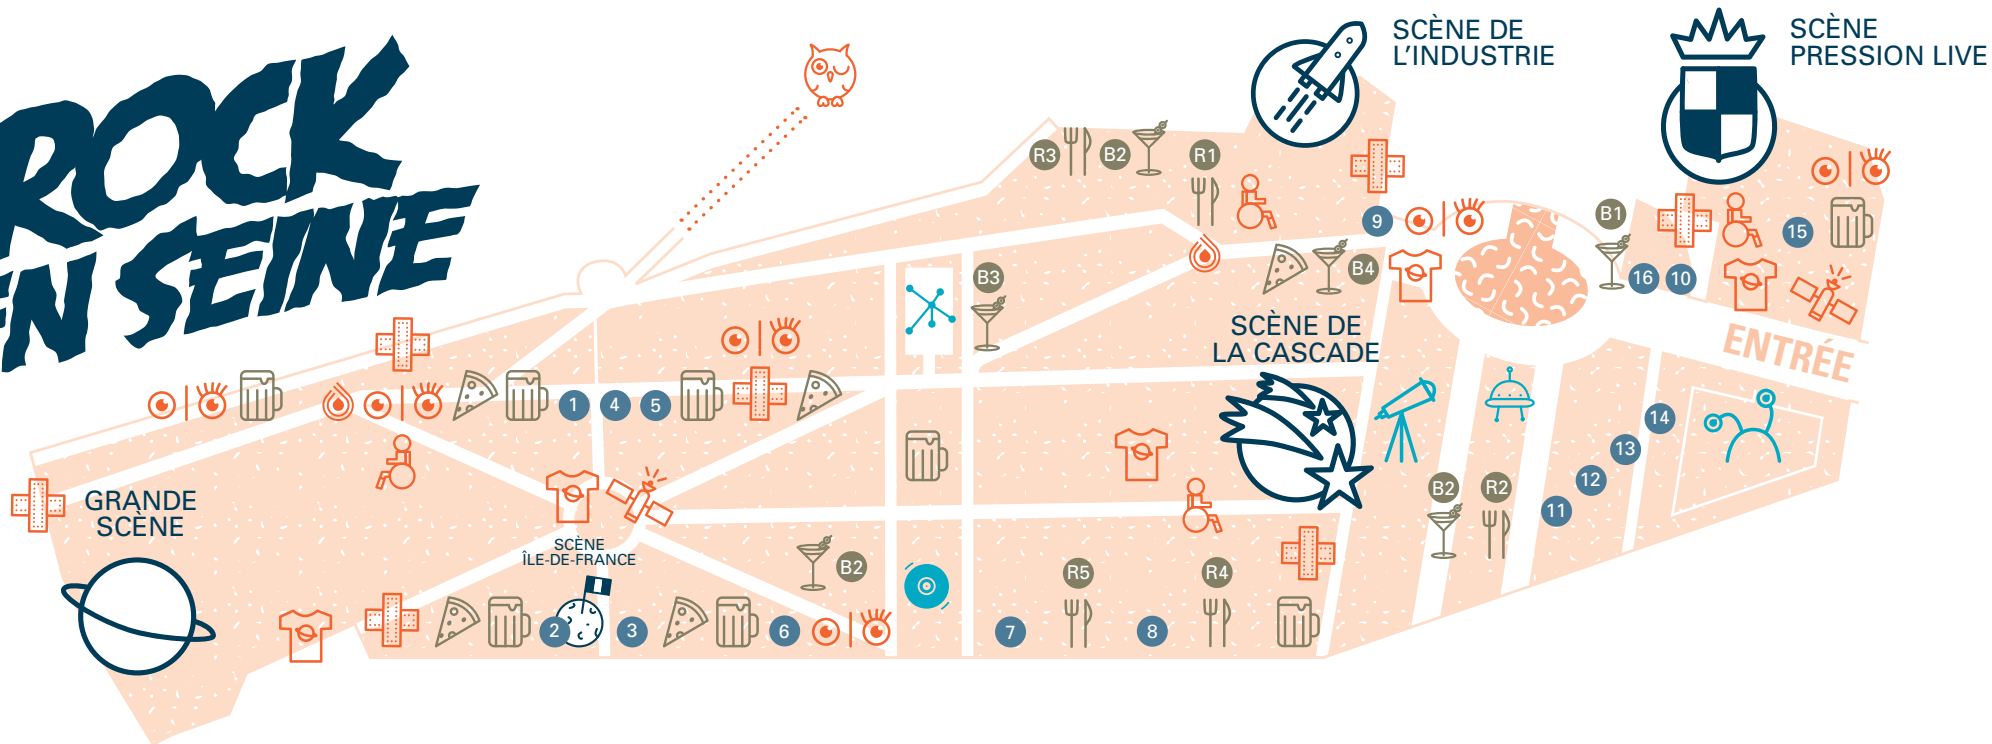 ROCK
EN SEINE
SCÈNE DE
L'INDUSTRIE
SCÈNE
PRESSION LIVE
R3
B2
R1
9
B1
15
16
10
B4
B3
SCÈNE DE
LA CASCADE
ENTRÉE
1
4
5
14
13
12
11
B2
R2
GRANDE
SCÈNE
SCÈNE
ÎLE-DE-FRANCE
B2
R5
R4
2
3
6
7
8